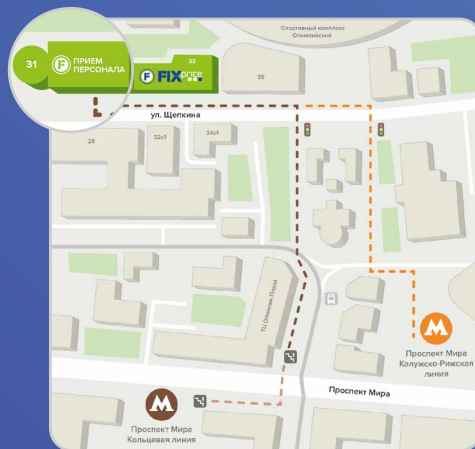 Спортивный комплекс
Олимпийский
31
F
ПРИЕМ
ПЕРСОНАЛА
33
F FIX PRICE
35
ул. Щепкина
28
32с1
34с1
ТЦ Олимпик Плаза
М
Проспект Мира
Калужско-Рижская
линия
Проспект Мира
М
Проспект Мира
Кольцевая линия